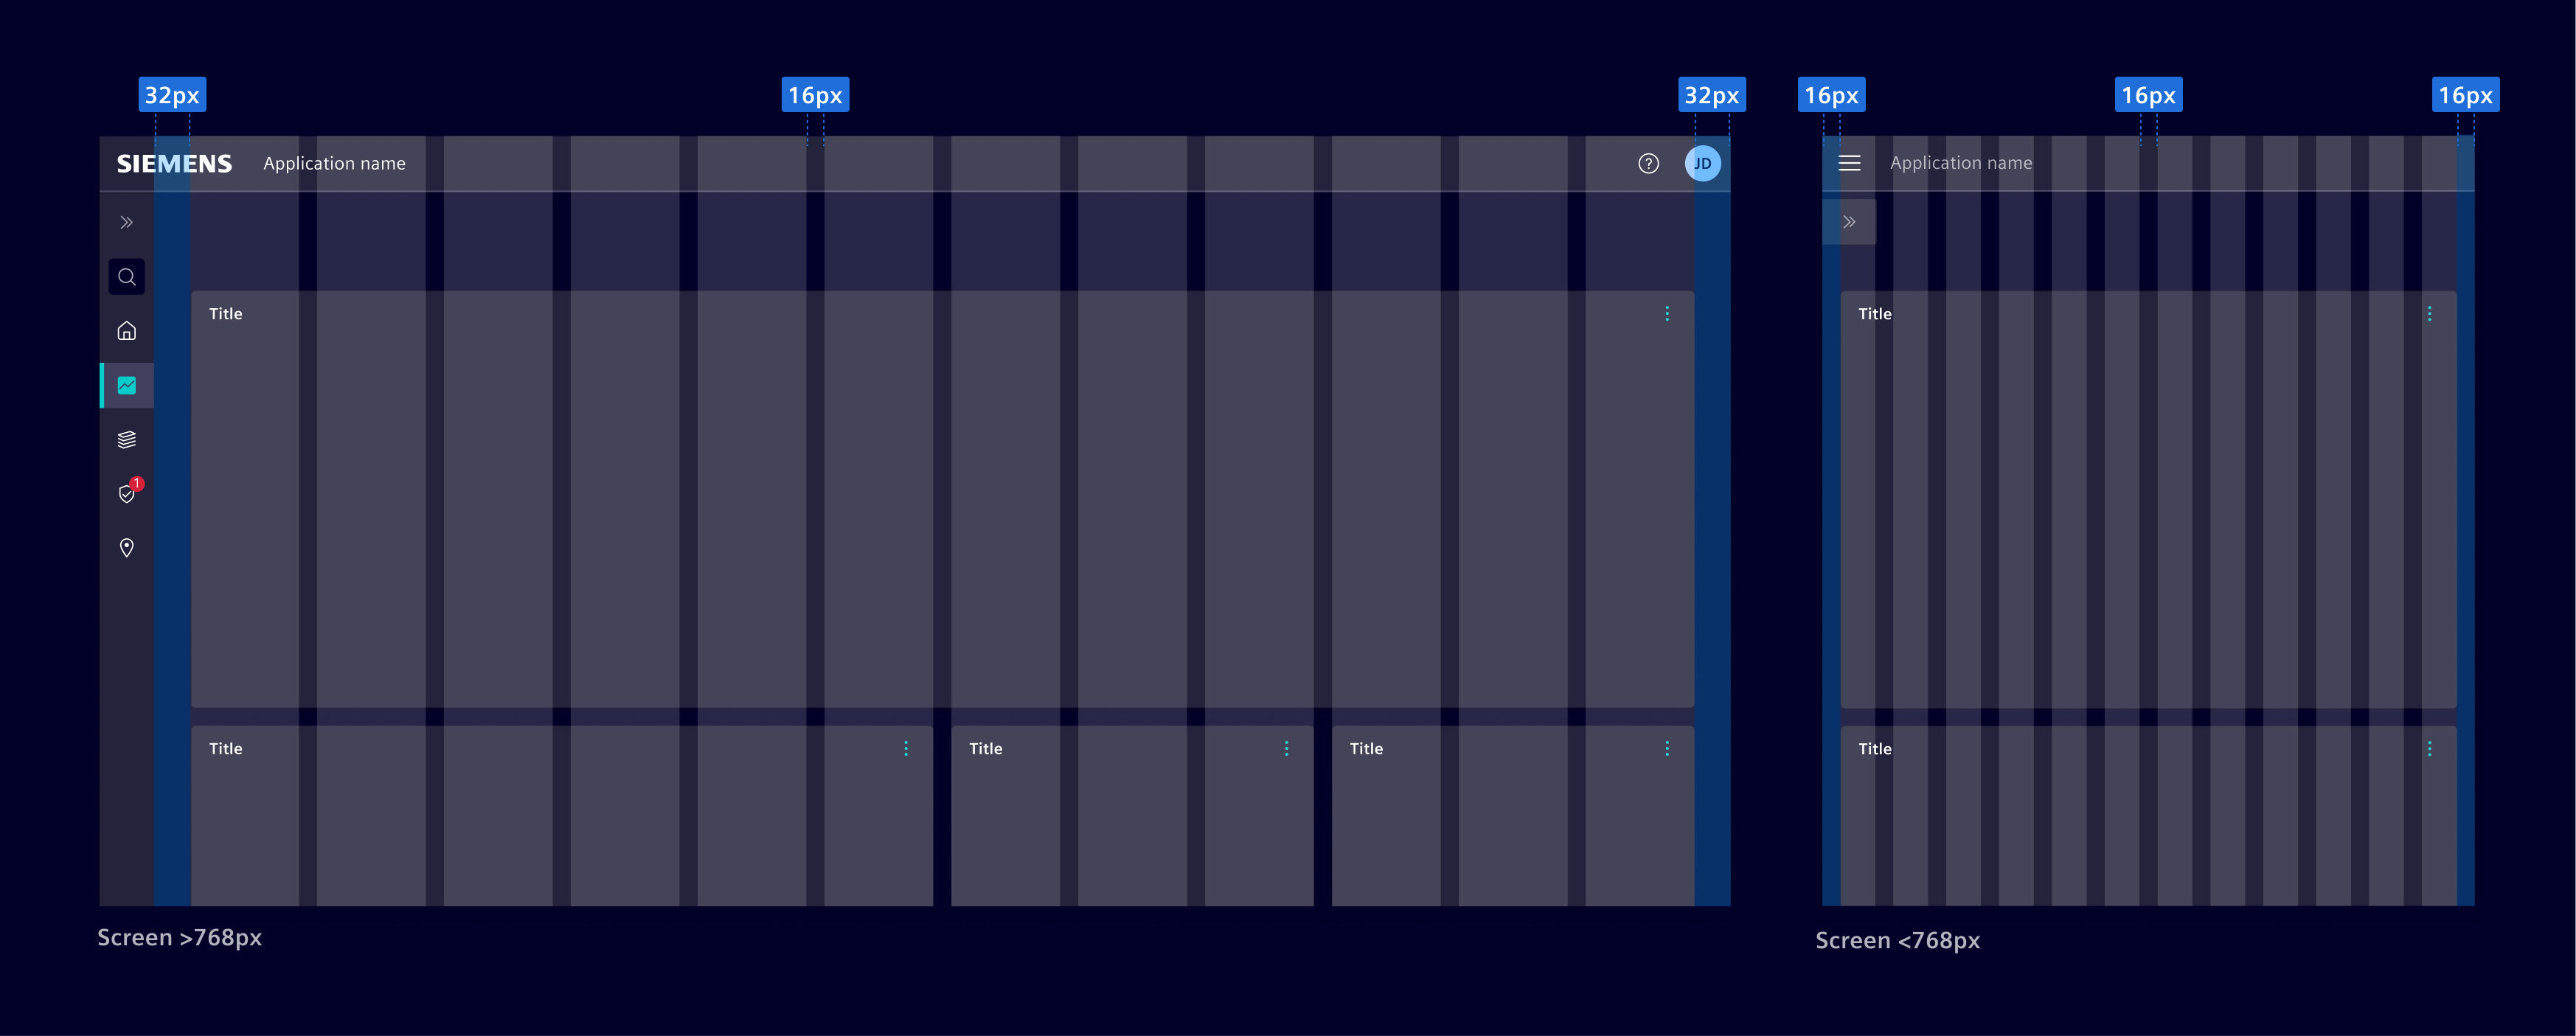 32px
16px
32px
16px
16px
16px
SIEMENS Application name
? JD
Application name
Title
Title
1
Title
Title
Title
Title
Screen >768px
Screen <768px